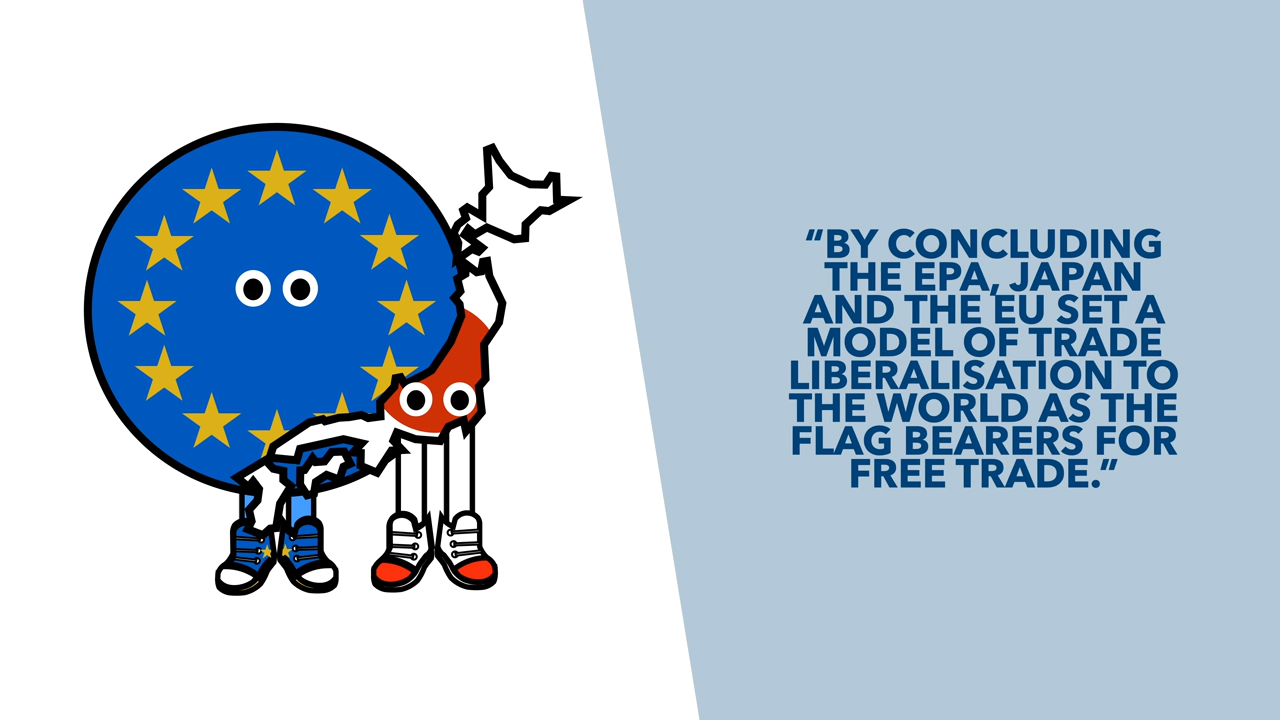 “BY CONCLUDING
THE EPA, JAPAN
AND THE EU SET A
MODEL OF TRADE
LIBERALISATION TO
THE WORLD AS THE
FLAG BEARERS FOR
FREE TRADE.”